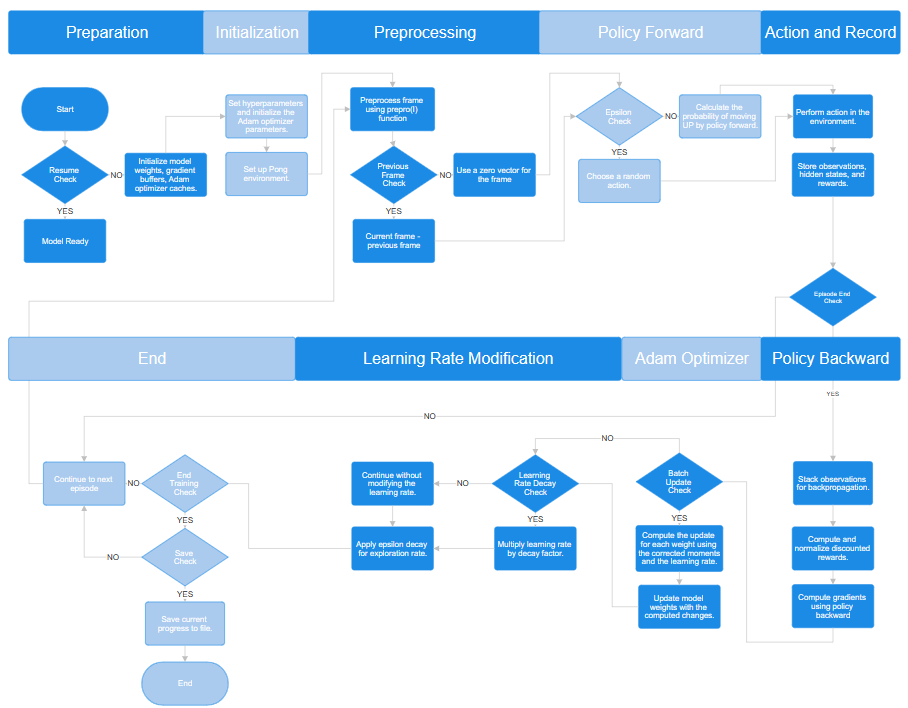 Preparation
Initialization
Preprocessing
Policy Forward
Action and Record
Start
Resume
Check
NO
YES
Model Ready
Initialize model
weights, gradient
buffers, Adam
optimizer caches.
Set hyperparameters
and initialize the
Adam optimizer
parameters.
Set up Pong
environment.
Preprocess frame
using prepro(I)
function
Previous
Frame
Check
NO
YES
Use a zero vector for
the frame
Current frame -
previous frame
Epsilon
Check
NO
YES
Calculate the
probability of moving
UP by policy forward.
Choose a random
action.
Perform action in the
environment.
Store observations,
hidden states, and
rewards.
Episode End
Check
End
Learning Rate Modification
Adam Optimizer
Policy Backward
YES
NO
Continue to next
episode
NO
End
Training
Check
YES
Save
Check
NO
YES
Save current
progress to file.
End
Continue without
modifying the
learning rate.
NO
Learning
Rate Decay
Check
YES
Apply epsilon decay
for exploration rate.
Multiply learning rate
by decay factor.
NO
Batch
Update
Check
YES
Compute the update
for each weight using
the corrected moments
and the learning rate.
Update model
weights with the
computed changes.
Stack observations
for backpropagation.
Compute and
normalize discounted
rewards.
Compute gradients
using policy
backward